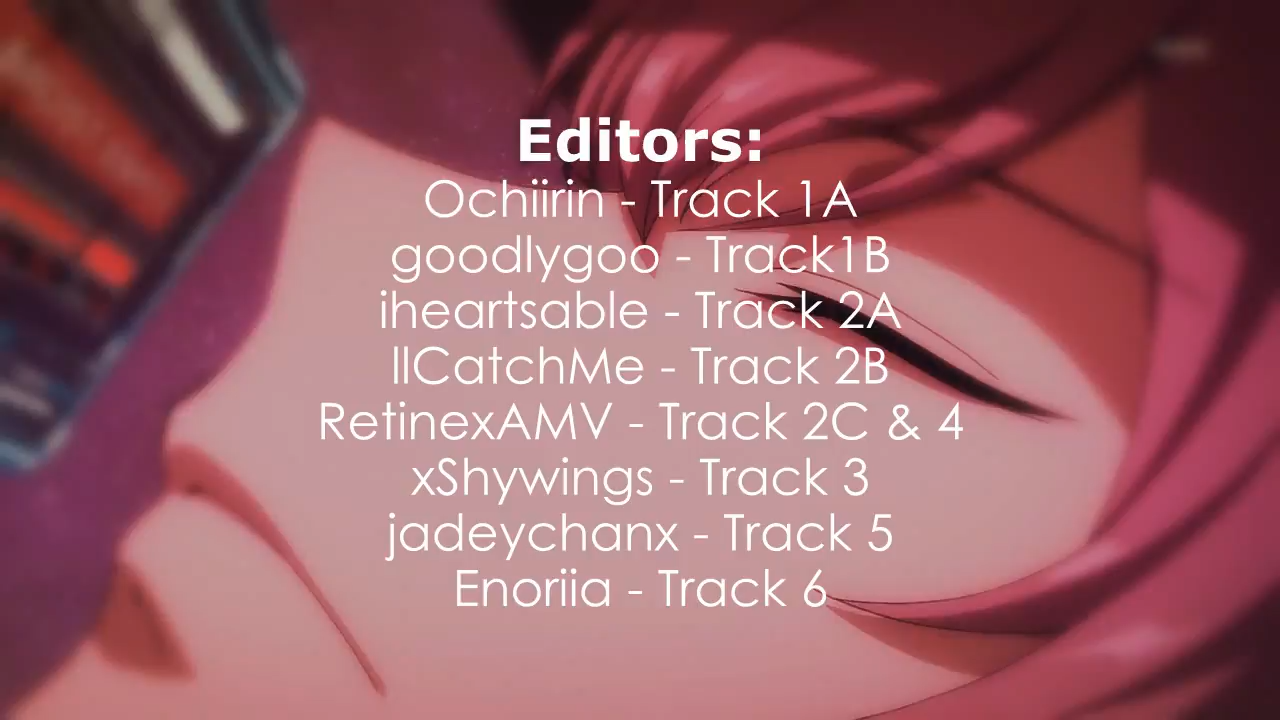 Editors:
Ochiirin - Track 1A
goodlygoo - Track1B
iheartsable - Track 2A
llCatchMe - Track 2B
RetinexAMV - Track 2C & 4
xShywings - Track 3
jadeychanx - Track 5
Enoriia - Track 6